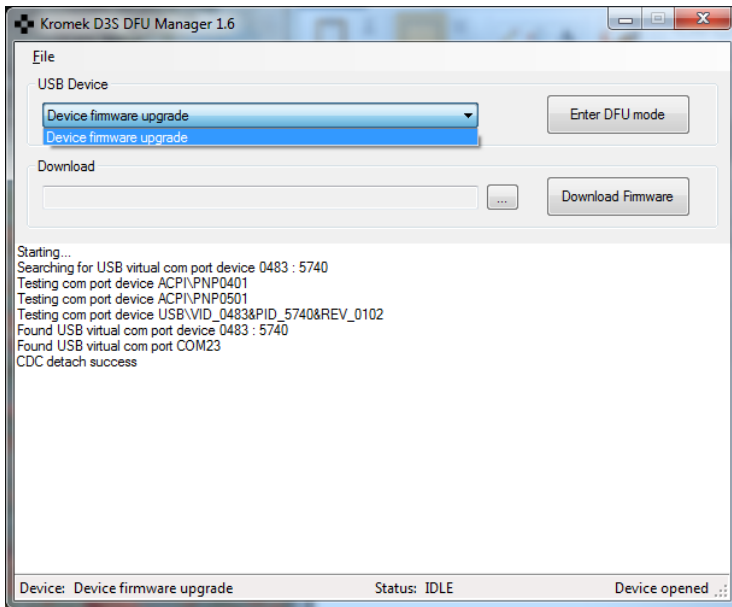 Kromek D3S DFU Manager 1.6
File
USB Device
Device firmware upgrade
Enter DFU mode
Device firmware upgrade
Download
...
Download Firmware
Starting...
Searching for USB virtual com port device 0483 : 5740
Testing com port device ACPI\PNP0401
Testing com port device ACPI\PNP0501
Testing com port device USB\VID_0483&PID_5740&REV_0102
Found USB virtual com port device 0483 : 5740
Found USB virtual com port COM23
CDC detach success
Device: Device firmware upgrade Status: IDLE Device opened